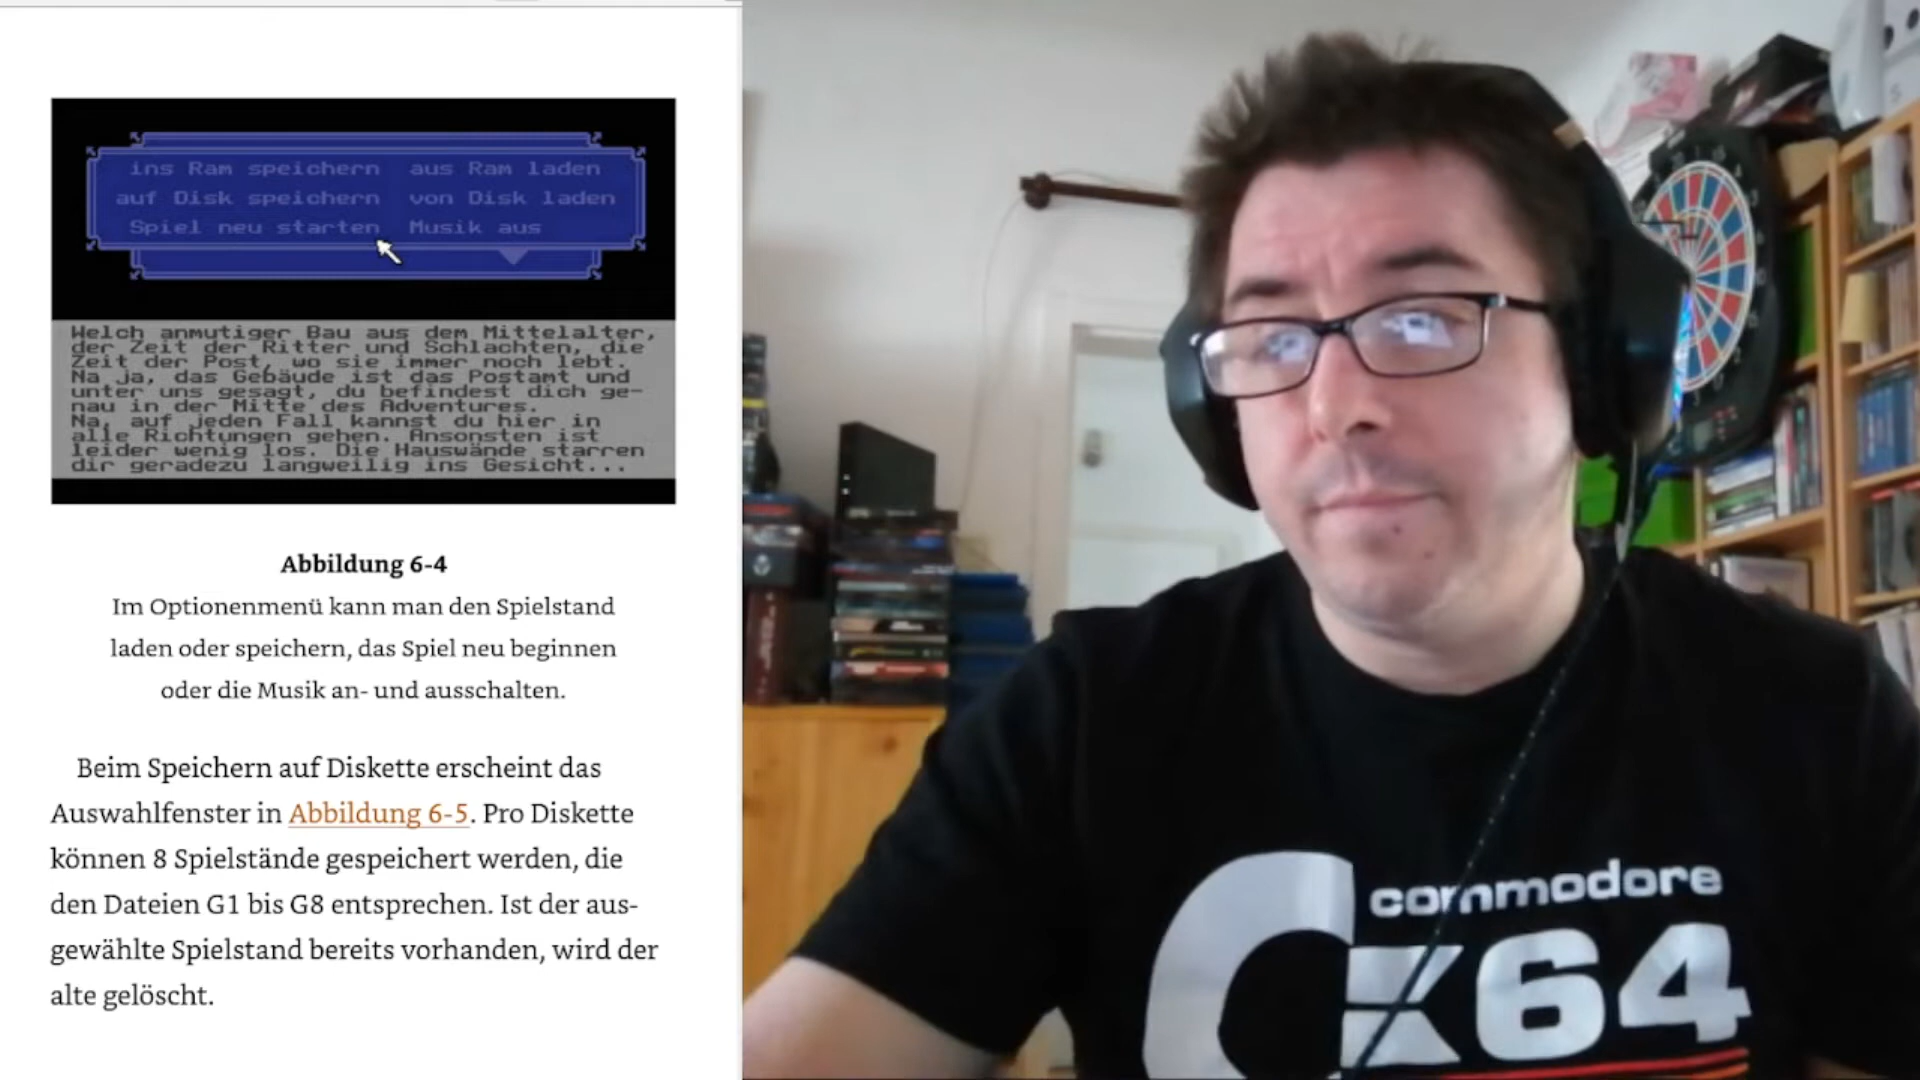 ins Ram speichern aus Ram laden
auf Disk speichern von Disk laden
Spiel neu starten Musik aus
Welch anmutiger Bau aus dem Mittelalter,
der Zeit der Ritter und Schlachten, die
Zeit der Post, wo sie immer noch lebt.
Na ja, das Gebäude ist das Postamt und
unter uns gesagt, du befindest dich ge-
nau in der Mitte des Adventures.
Na, auf jeden Fall kannst du hier in
alle Richtungen gehen. Ansonsten ist
leider wenig los. Die Hauswände starren
dir geradezu langweilig ins Gesicht...
Abbildung 6-4
Im Optionenmenü kann man den Spielstand
laden oder speichern, das Spiel neu beginnen
oder die Musik an- und ausschalten.
Beim Speichern auf Diskette erscheint das
Auswahlfenster in Abbildung 6-5. Pro Diskette
können 8 Spielstände gespeichert werden, die
den Dateien G1 bis G8 entsprechen. Ist der aus-
gewählte Spielstand bereits vorhanden, wird der
alte gelöscht.
commodore
64